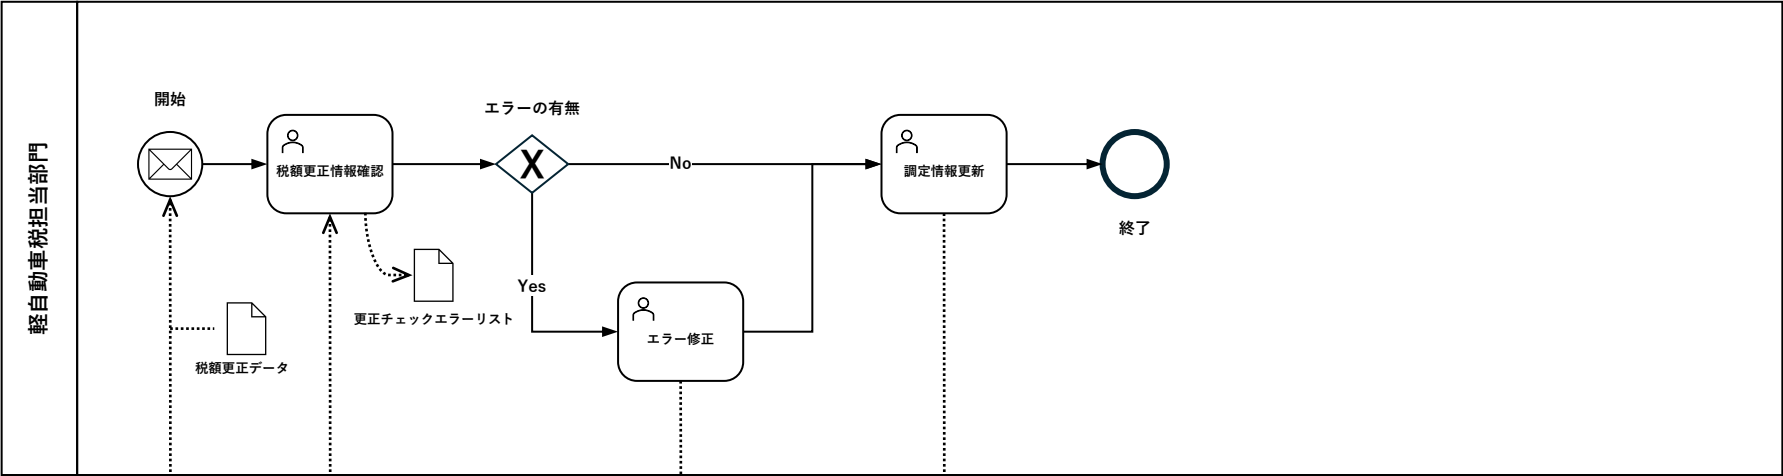 軽自動車税担当部門
開始
税額更正情報確認
エラーの有無
X
No
Yes
調定情報更新
終了
エラー修正
更正チェックエラーリスト
税額更正データ